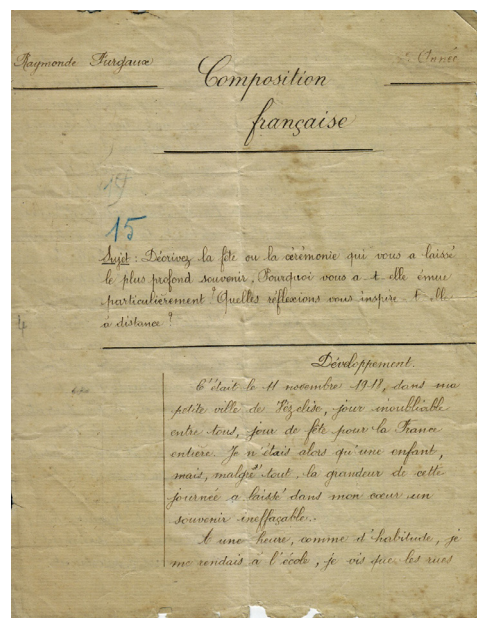 Raymonde Furgaux
Année
Composition
française
19
15
Sujet : Décrivez la fête ou la cérémonie qui vous a laissé
le plus profond souvenir, Pourquoi vous a-t-elle émue
particulièrement ? Quelles réflexions vous inspire-t-elle
à distance ?
Développement.
C'était le 11 novembre 1918, dans ma
petite ville de Vézelise, jour inoubliable
entre tous, jour de fête pour la France
entière. Je n'étais alors qu'une enfant,
mais, malgré tout, la grandeur de cette
journée a laissé dans mon cœur un
souvenir ineffaçable..
A une heure, comme d'habitude, je
me rendais à l'école, je vis que les rues